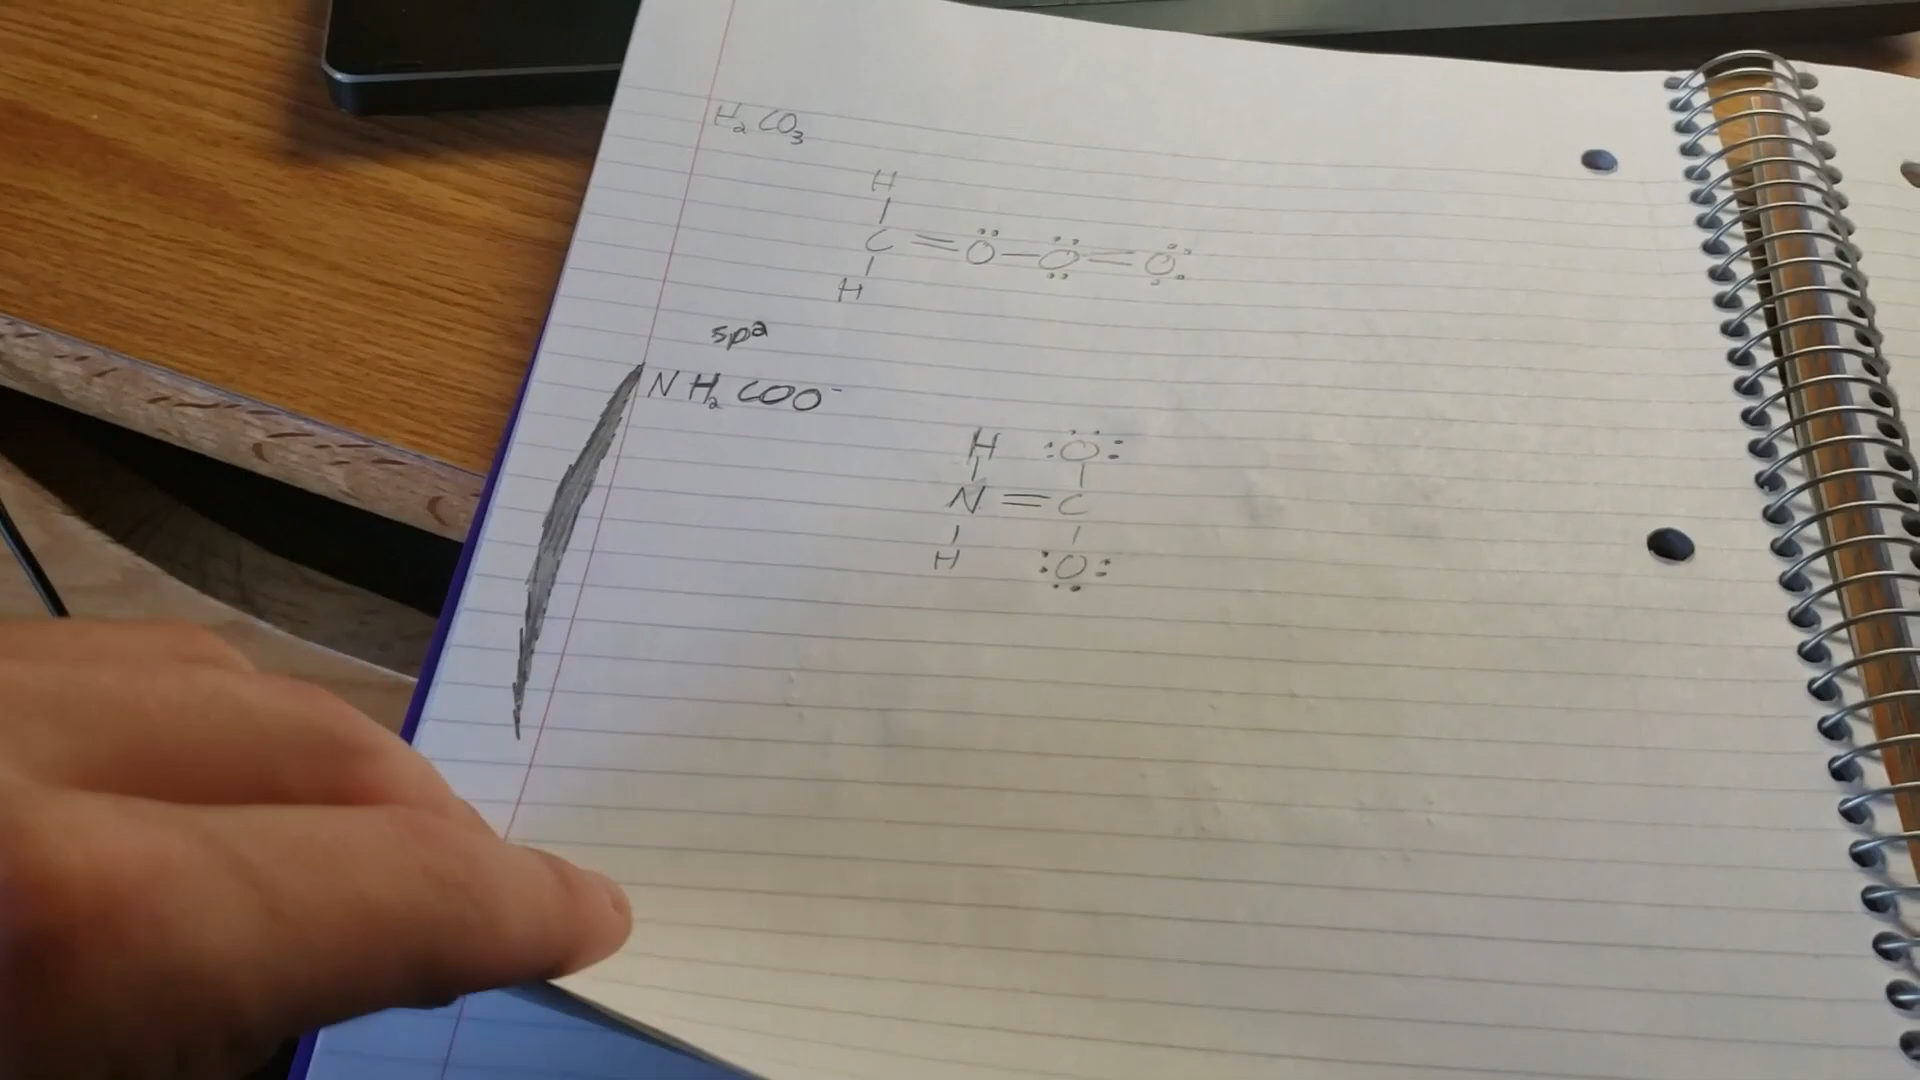 H₂CO₃
H
C = O — O = O
H
sp²
NH₂COO⁻
H :O:
N = C
H :O: